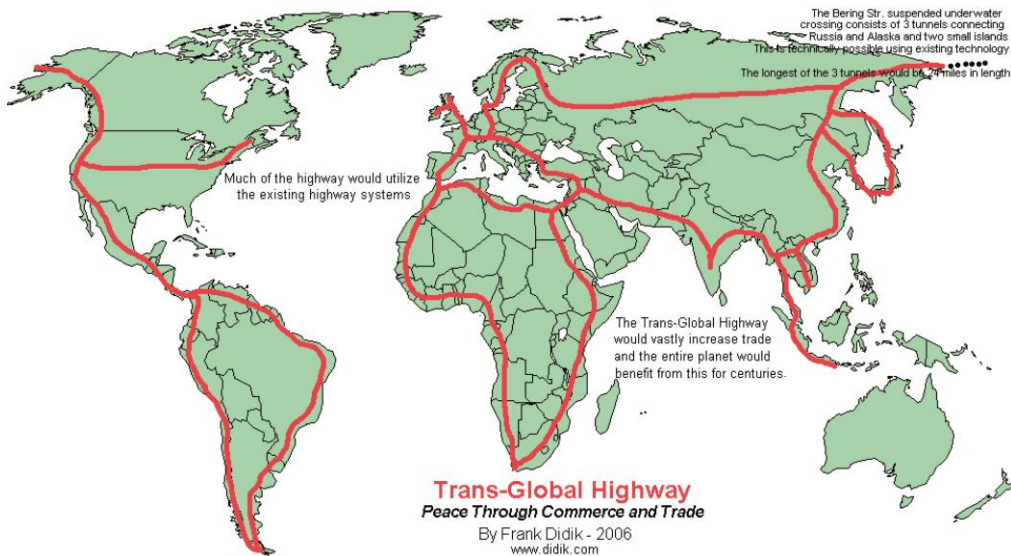 The Bering Str. suspended underwater
crossing consists of 3 tunnels connecting
Russia and Alaska and two small islands
This is technically possible using existing technology
The longest of the 3 tunnels would be 24 miles in length
Much of the highway would utilize
the existing highway systems
The Trans-Global Highway
would vastly increase trade
and the entire planet would
benefit from this for centuries.
Trans-Global Highway
Peace Through Commerce and Trade
By Frank Didik - 2006
www.didik.com